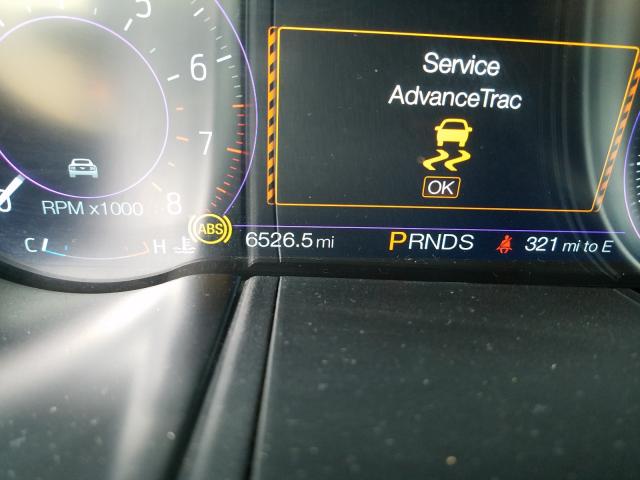 5
6
7
8
RPM x1000
C H
ABS
Service
AdvanceTrac
OK
6526.5 mi PRNDS 321 mi to E